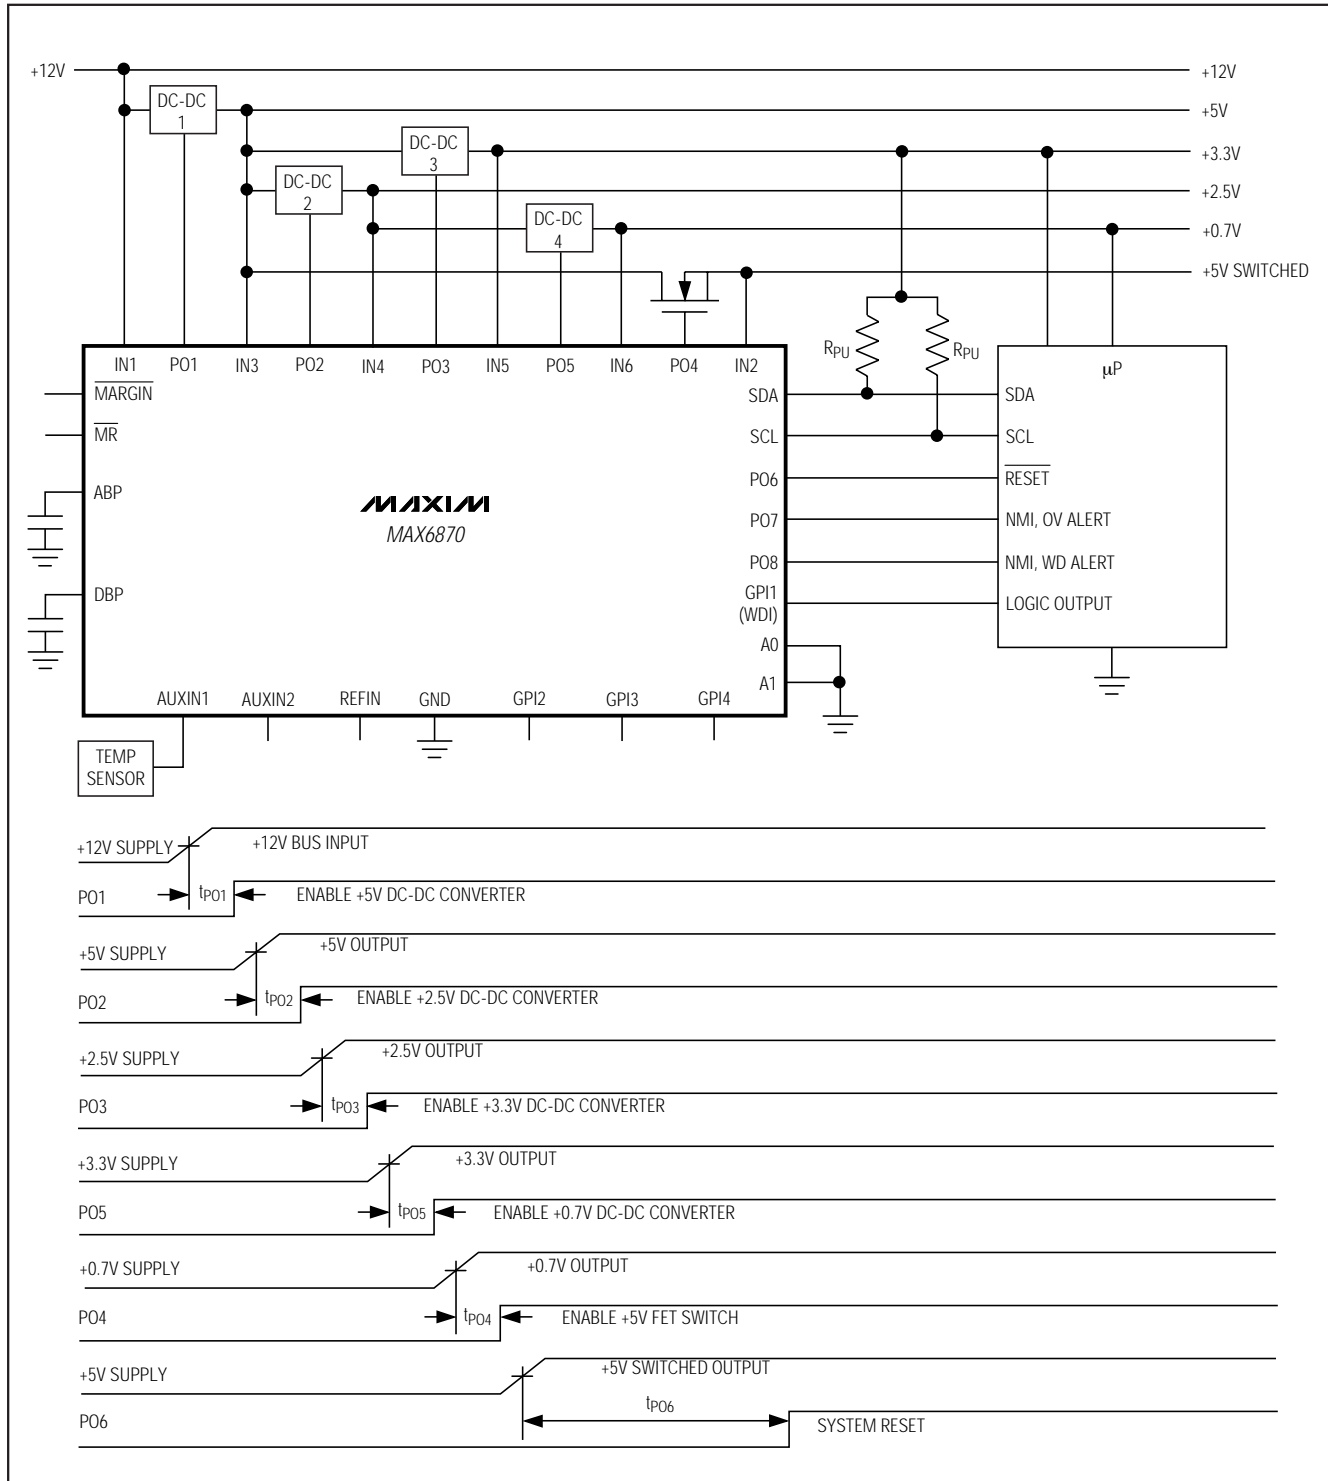 +12V
+12V
DC-DC
1
+5V
DC-DC
3
+3.3V
DC-DC
2
+2.5V
DC-DC
4
+0.7V
+5V SWITCHED
RPU
RPU
IN1 PO1 IN3 PO2 IN4 PO3 IN5 PO5 IN6 PO4 IN2
µP
MARGIN
SDA
SDA
MR
SCL
SCL
ABP
PO6
RESET
MAXIM
MAX6870
PO7
NMI, OV ALERT
PO8
NMI, WD ALERT
DBP
GPI1
(WDI)
LOGIC OUTPUT
A0
A1
AUXIN1 AUXIN2 REFIN GND GPI2 GPI3 GPI4
TEMP
SENSOR
+12V SUPPLY
+12V BUS INPUT
PO1
tPO1
ENABLE +5V DC-DC CONVERTER
+5V SUPPLY
+5V OUTPUT
PO2
tPO2
ENABLE +2.5V DC-DC CONVERTER
+2.5V SUPPLY
+2.5V OUTPUT
PO3
tPO3
ENABLE +3.3V DC-DC CONVERTER
+3.3V SUPPLY
+3.3V OUTPUT
PO5
tPO5
ENABLE +0.7V DC-DC CONVERTER
+0.7V SUPPLY
+0.7V OUTPUT
PO4
tPO4
ENABLE +5V FET SWITCH
+5V SUPPLY
+5V SWITCHED OUTPUT
PO6
tPO6
SYSTEM RESET